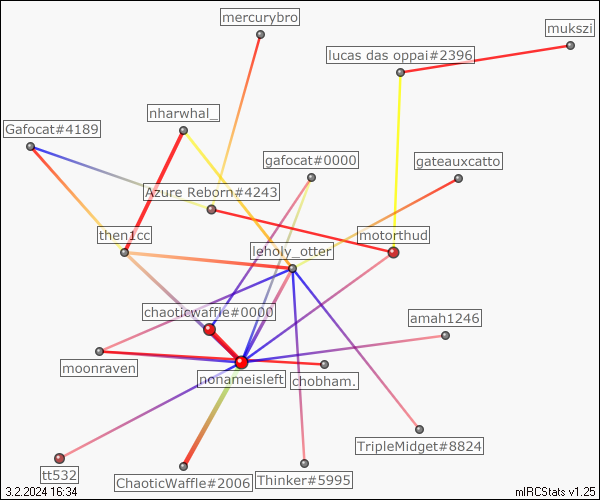 mercurybro
mukszi
lucas das oppai#2396
nharwhal_
Gafocat#4189
gafocat#0000
gateauxcatto
Azure Reborn#4243
then1cc
motorthud
leholy_otter
chaoticwaffle#0000
amah1246
moonraven
nonameisleft
chobham.
TripleMidget#8824
tt532
ChaoticWaffle#2006
Thinker#5995
3.2.2024 16:34
mIRCStats v1.25